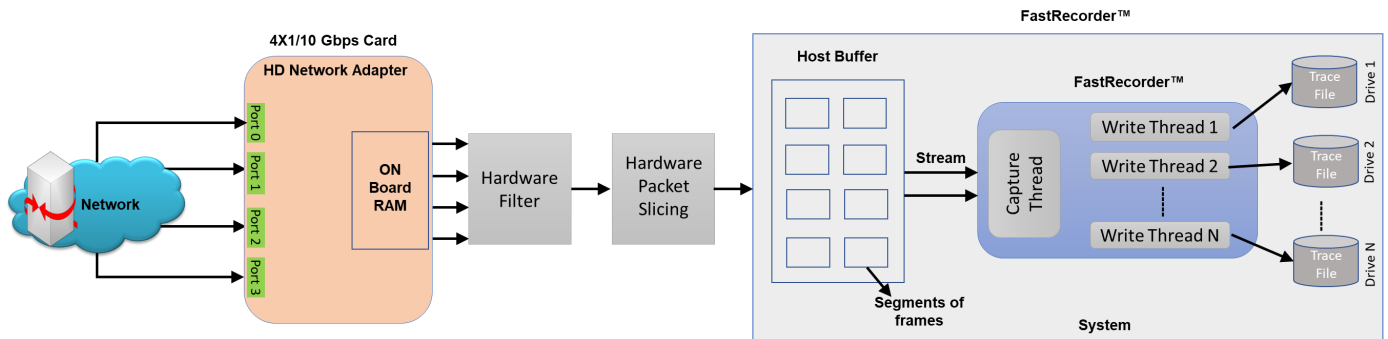 FastRecorder™
4X1/10 Gbps Card
HD Network Adapter
Port 0
Port 1
Port 2
Port 3
Network
ON
Board
RAM
Hardware
Filter
Hardware
Packet
Slicing
Host Buffer
Segments of
frames
Stream
FastRecorder™
Capture
Thread
Write Thread 1
Write Thread 2
Write Thread N
Trace
File
Drive 1
Trace
File
Drive 2
Trace
File
Drive N
System